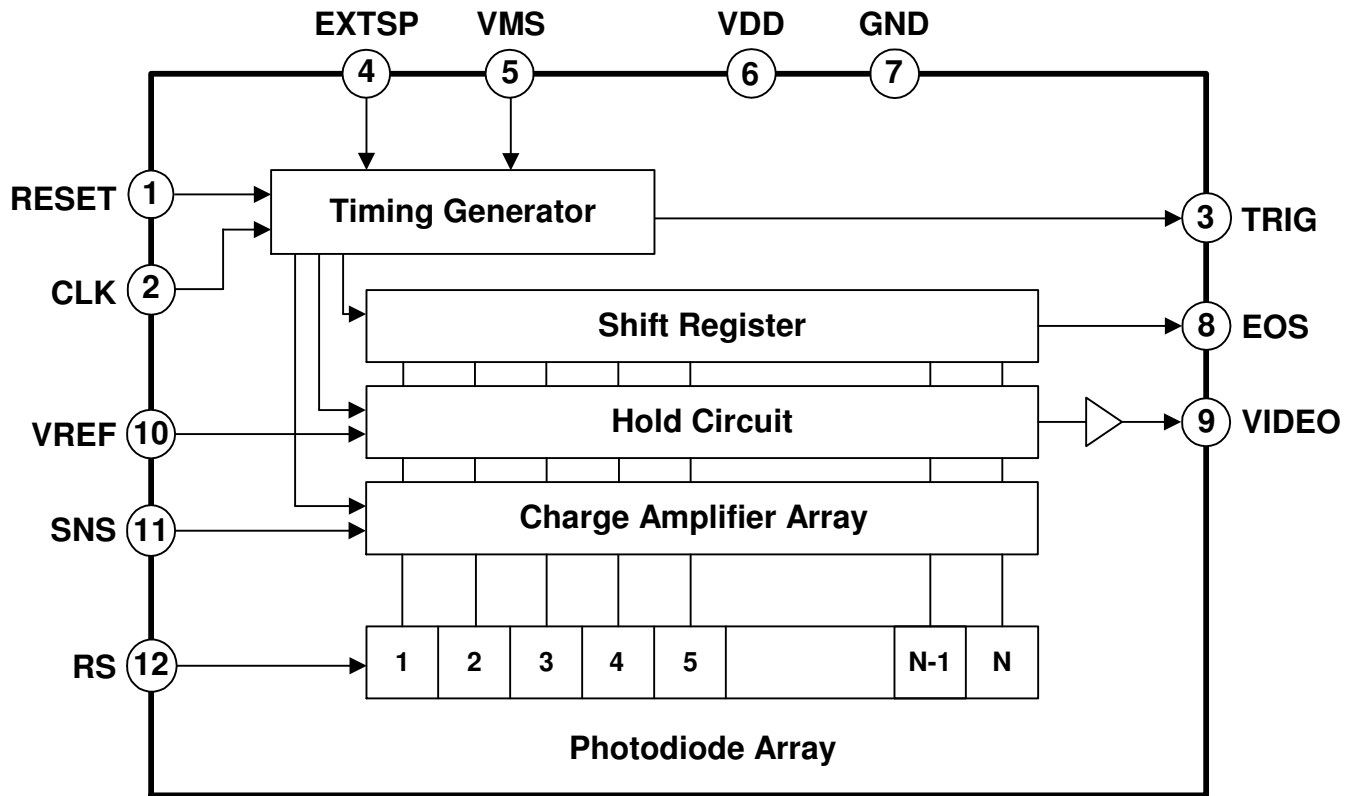 EXTSP VMS VDD GND
4 5 6 7
RESET 1
Timing Generator
3 TRIG
CLK 2
Shift Register
8 EOS
VREF 10
Hold Circuit
9 VIDEO
SNS 11
Charge Amplifier Array
RS 12
1 2 3 4 5 N-1 N
Photodiode Array